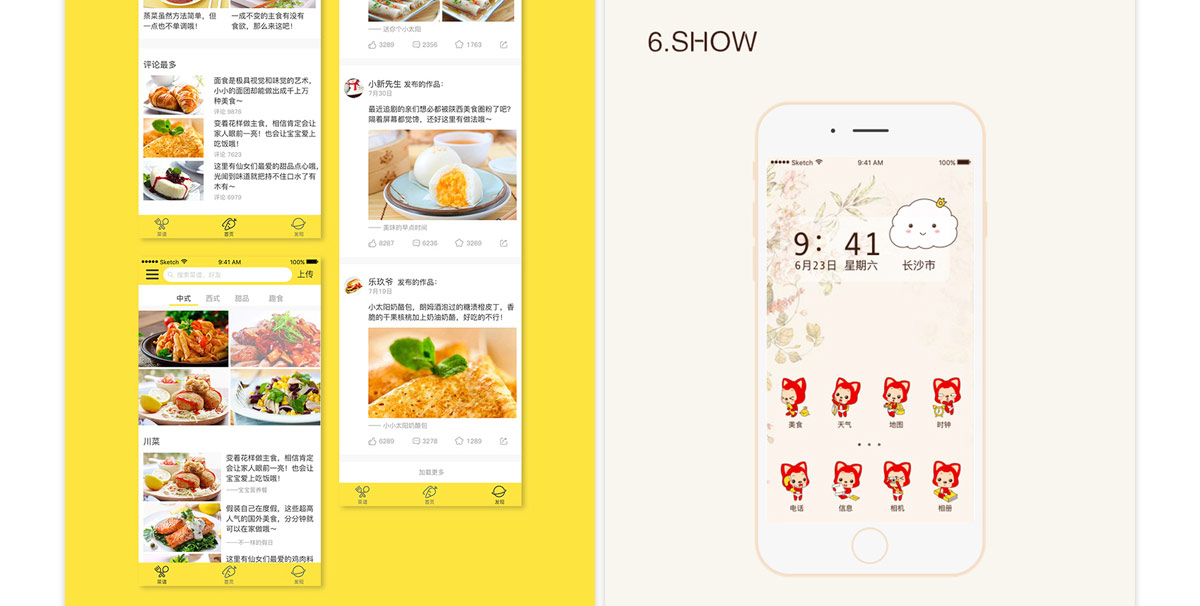 蒸菜虽然方法简单，但
一点也不单调哦！
一成不变的主食有没有
食欲，那么来这吧！
评论最多
面食是极具视觉和味觉的艺术，
小小的面团却能做出成千上万
种美食～
评论 9876
变着花样做主食，相信肯定会让
家人眼前一亮！也会让宝宝爱上
吃饭哦！
评论 7623
这里有仙女们最爱的甜品点心哦，
光闻到味道就把持不住口水了有
木有～
评论 6979
菜谱
首页
发现
Sketch
9:41 AM
100%
搜索菜谱、好友
上传
中式
西式
甜品
趣食
川菜
变着花样做主食，相信肯定
会让家人眼前一亮！也会让
宝宝爱上吃饭哦！
——宝宝营养餐
假装自己在度假，这些超高
人气的国外美食，分分钟就
可以在家做哦～
——不一样的假日
这里有仙女们最爱的鸡肉料
菜谱
首页
发现
—— 送你个小太阳
3289
2356
1763
小新先生 发布的作品：
7月30日
最近追剧的亲们想必都被陕西美食圈粉了吧？
隔着屏幕都觉馋，还好这里有做法哦～
—— 美味的早点时间
8287
6236
3269
乐玖爷 发布的作品：
7月19日
小太阳奶酪包，朗姆酒泡过的糖渍橙皮丁，香
脆的干果核桃加上奶油奶酪，好吃的不行！
—— 小小太阳奶酪包
6289
3278
1289
加载更多
菜谱
首页
发现
6.SHOW
Sketch
9:41 AM
100%
9：41
6月23日 星期六
长沙市
美食
天气
地图
时钟
电话
信息
相机
相册